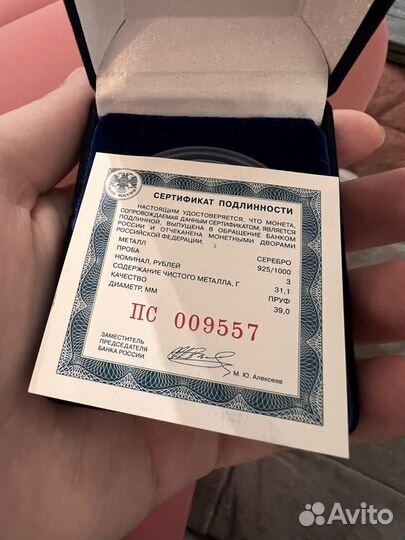 СЕРТИФИКАТ ПОДЛИННОСТИ
НАСТОЯЩИМ УДОСТОВЕРЯЕТСЯ, ЧТО МОНЕТА,
СОПРОВОЖДАЕМАЯ ДАННЫМ СЕРТИФИКАТОМ, ЯВЛЯЕТСЯ
ПОДЛИННОЙ, ВЫПУЩЕНА В ОБРАЩЕНИЕ БАНКОМ
РОССИИ И ОТЧЕКАНЕНА МОНЕТНЫМИ ДВОРАМИ
РОССИЙСКОЙ ФЕДЕРАЦИИ.
МЕТАЛЛ СЕРЕБРО
ПРОБА 925/1000
НОМИНАЛ, РУБЛЕЙ 3
СОДЕРЖАНИЕ ЧИСТОГО МЕТАЛЛА, Г 31,1
КАЧЕСТВО ПРУФ
ДИАМЕТР, ММ 39,0
ПС 009557
ЗАМЕСТИТЕЛЬ
ПРЕДСЕДАТЕЛЯ
БАНКА РОССИИ
М. Ю. Алексеев
Avito